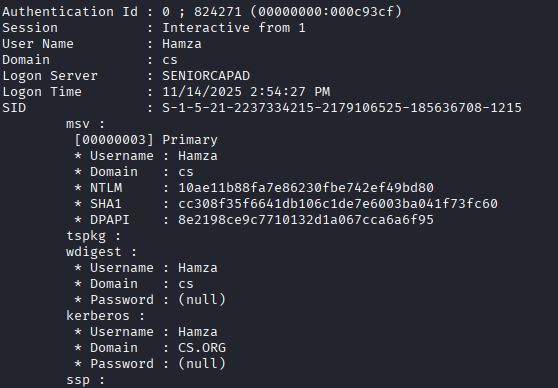 Authentication Id : 0 ; 824271 (00000000:000c93cf)
Session           : Interactive from 1
User Name         : Hamza
Domain            : cs
Logon Server      : SENIORCAPAD
Logon Time        : 11/14/2025 2:54:27 PM
SID               : S-1-5-21-2237334215-2179106525-185636708-1215
        msv :
         [00000003] Primary
         * Username : Hamza
         * Domain   : cs
         * NTLM     : 10ae11b88fa7e86230fbe742ef49bd80
         * SHA1     : cc308f35f6641db106c1de7e6003ba041f73fc60
         * DPAPI    : 8e2198ce9c7710132d1a067cca6a6f95
        tspkg :
        wdigest :
         * Username : Hamza
         * Domain   : cs
         * Password : (null)
        kerberos :
         * Username : Hamza
         * Domain   : CS.ORG
         * Password : (null)
        ssp :